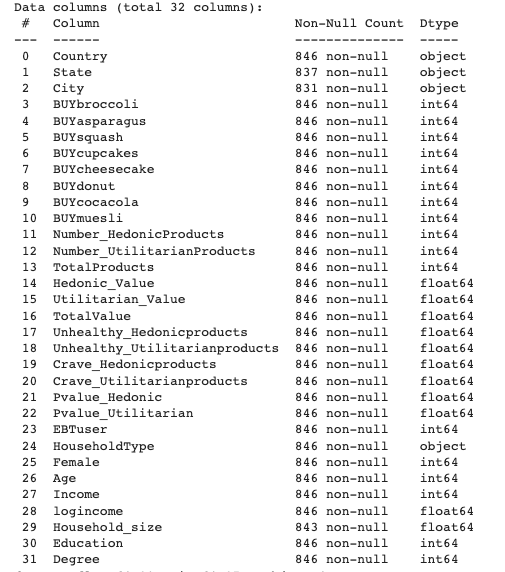 Data columns (total 32 columns):
 #   Column                     Non-Null Count  Dtype
---  ------                     --------------  -----
 0   Country                    846 non-null    object
 1   State                      837 non-null    object
 2   City                       831 non-null    object
 3   BUYbroccoli                846 non-null    int64
 4   BUYasparagus               846 non-null    int64
 5   BUYsquash                  846 non-null    int64
 6   BUYcupcakes                846 non-null    int64
 7   BUYcheesecake              846 non-null    int64
 8   BUYdonut                   846 non-null    int64
 9   BUYcocacola                846 non-null    int64
 10  BUYmuesli                  846 non-null    int64
 11  Number_HedonicProducts     846 non-null    int64
 12  Number_UtilitarianProducts 846 non-null    int64
 13  TotalProducts              846 non-null    int64
 14  Hedonic_Value              846 non-null    float64
 15  Utilitarian_Value          846 non-null    float64
 16  TotalValue                 846 non-null    float64
 17  Unhealthy_Hedonicproducts  846 non-null    float64
 18  Unhealthy_Utilitarianproducts  846 non-null    float64
 19  Crave_Hedonicproducts      846 non-null    float64
 20  Crave_Utilitarianproducts  846 non-null    float64
 21  Pvalue_Hedonic             846 non-null    float64
 22  Pvalue_Utilitarian         846 non-null    float64
 23  EBTuser                    846 non-null    int64
 24  HouseholdType              846 non-null    object
 25  Female                     846 non-null    int64
 26  Age                        846 non-null    int64
 27  Income                     846 non-null    int64
 28  logincome                  846 non-null    float64
 29  Household_size             843 non-null    float64
 30  Education                  846 non-null    int64
 31  Degree                     846 non-null    int64